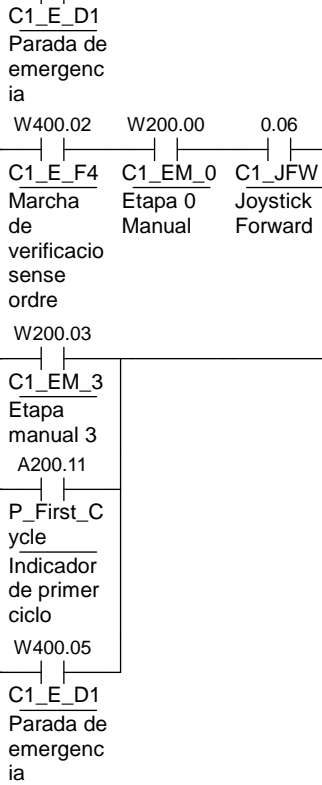 C1_E_D1
Parada de
emergenc
ia
W400.02 W200.00 0.06
C1_E_F4 C1_EM_0 C1_JFW
Marcha
de
verificacio
sense
ordre
Etapa 0
Manual
Joystick
Forward
W200.03
C1_EM_3
Etapa
manual 3
A200.11
P_First_C
ycle
Indicador
de primer
ciclo
W400.05
C1_E_D1
Parada de
emergenc
ia